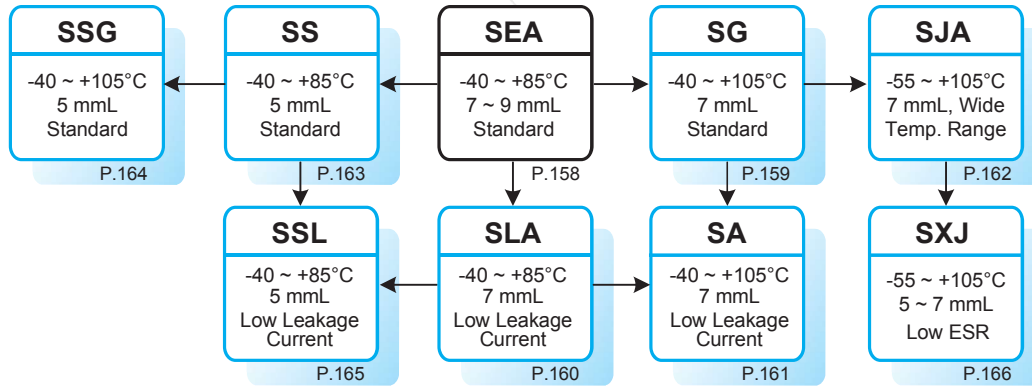 SSG
-40 ~ +105°C
5 mmL
Standard
P.164
SS
-40 ~ +85°C
5 mmL
Standard
P.163
SEA
-40 ~ +85°C
7 ~ 9 mmL
Standard
P.158
SG
-40 ~ +105°C
7 mmL
Standard
P.159
SJA
-55 ~ +105°C
7 mmL, Wide
Temp. Range
P.162
SSL
-40 ~ +85°C
5 mmL
Low Leakage
Current
P.165
SLA
-40 ~ +85°C
7 mmL
Low Leakage
Current
P.160
SA
-40 ~ +105°C
7 mmL
Low Leakage
Current
P.161
SXJ
-55 ~ +105°C
5 ~ 7 mmL
Low ESR
P.166